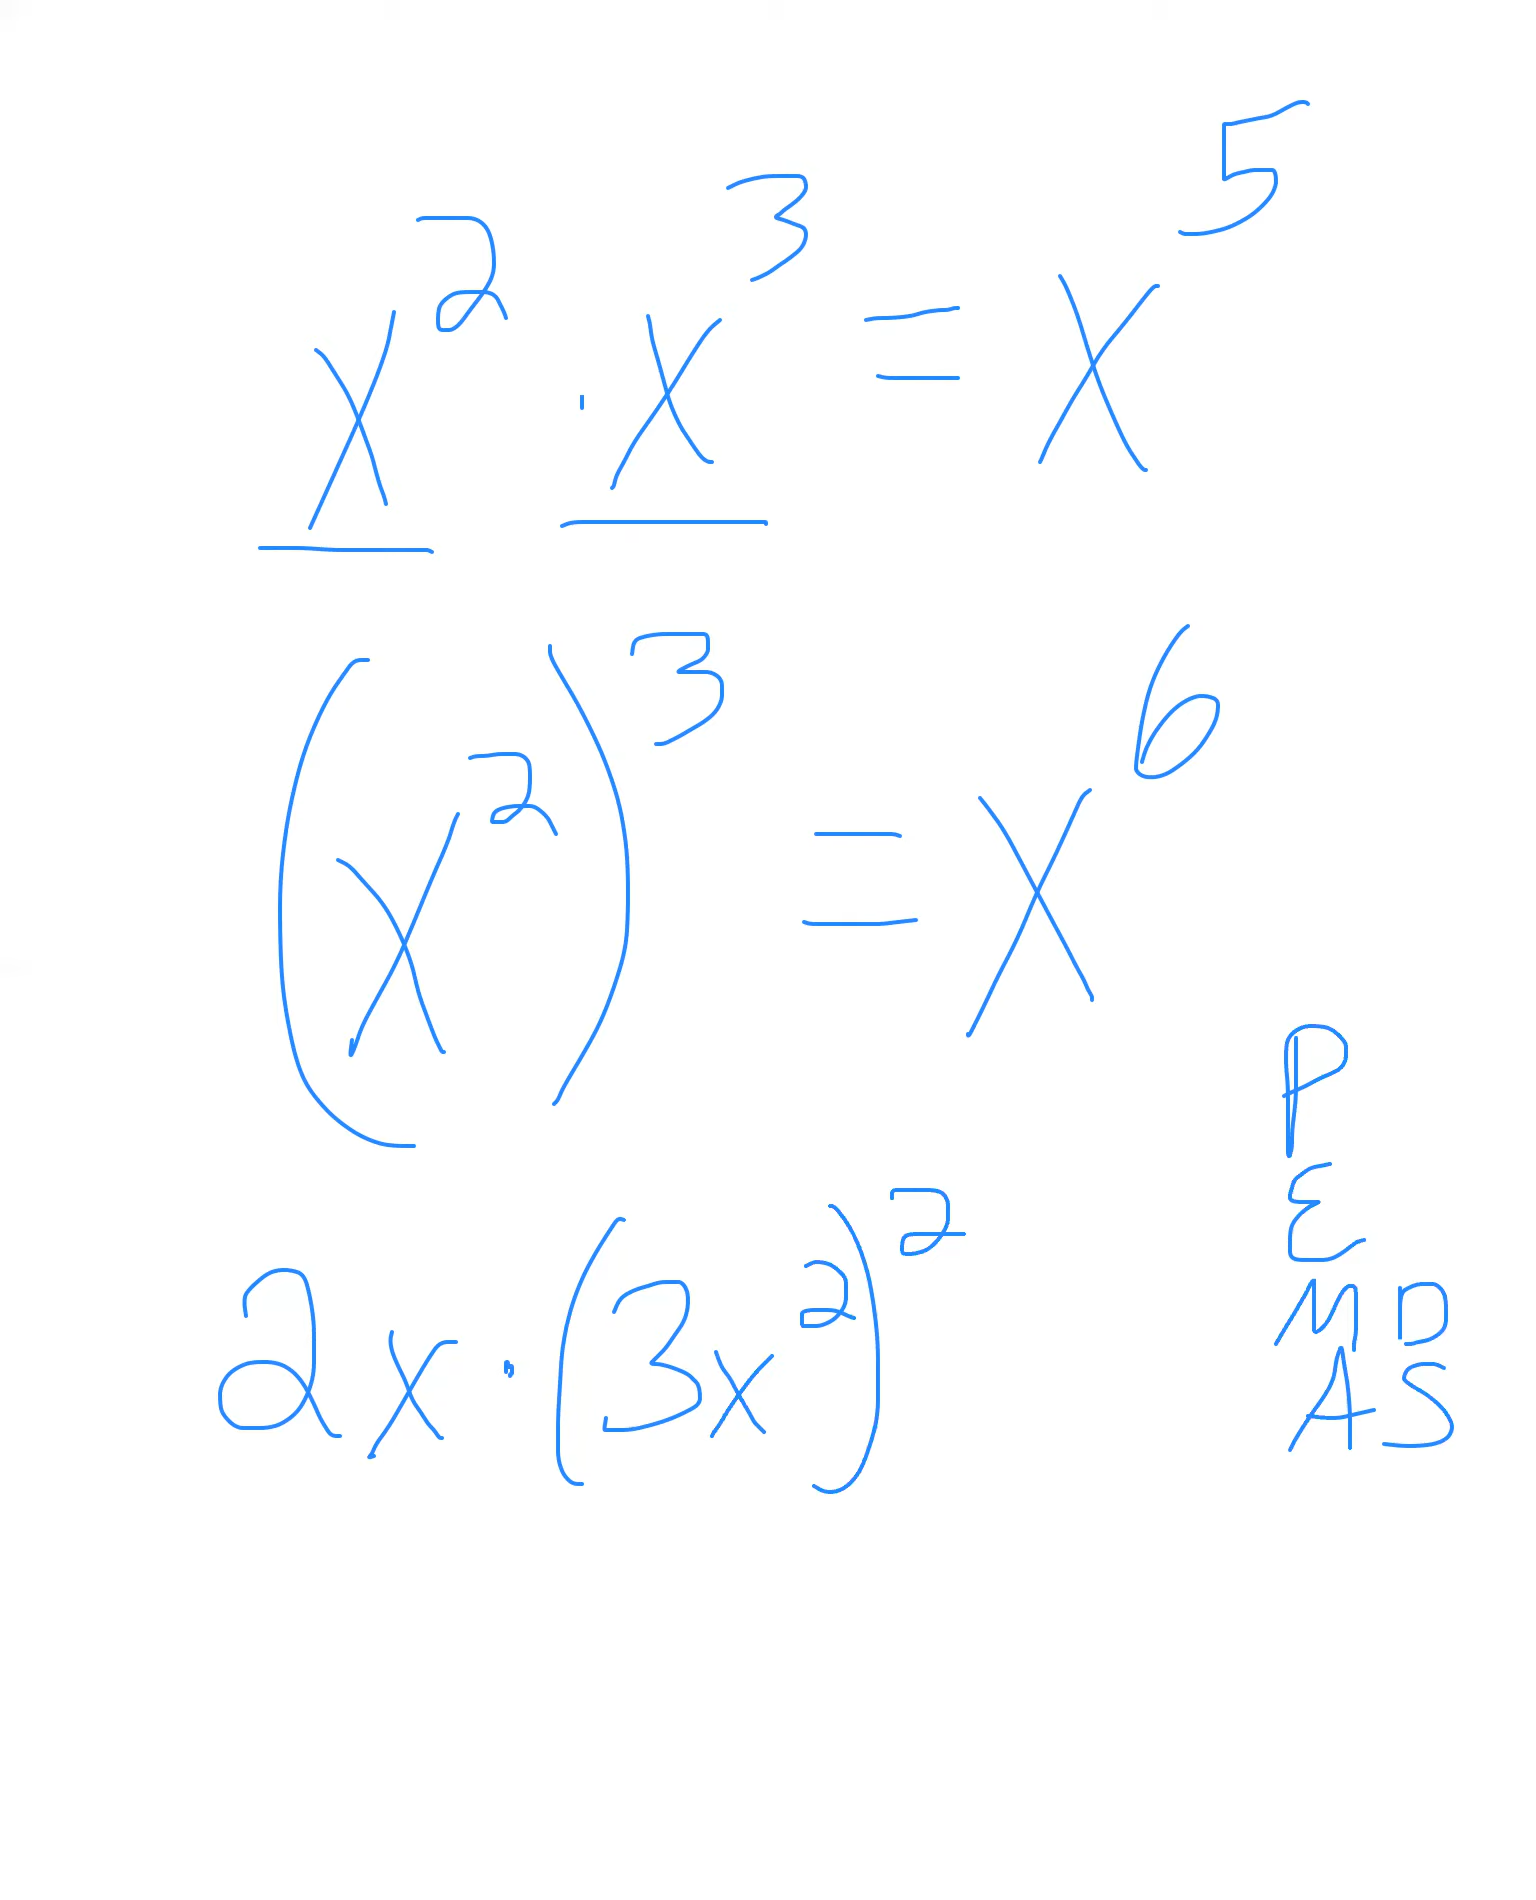 x² · x³ = x⁵
(x²)³ = x⁶
2x · (3x²)²
P
E
M D
A S